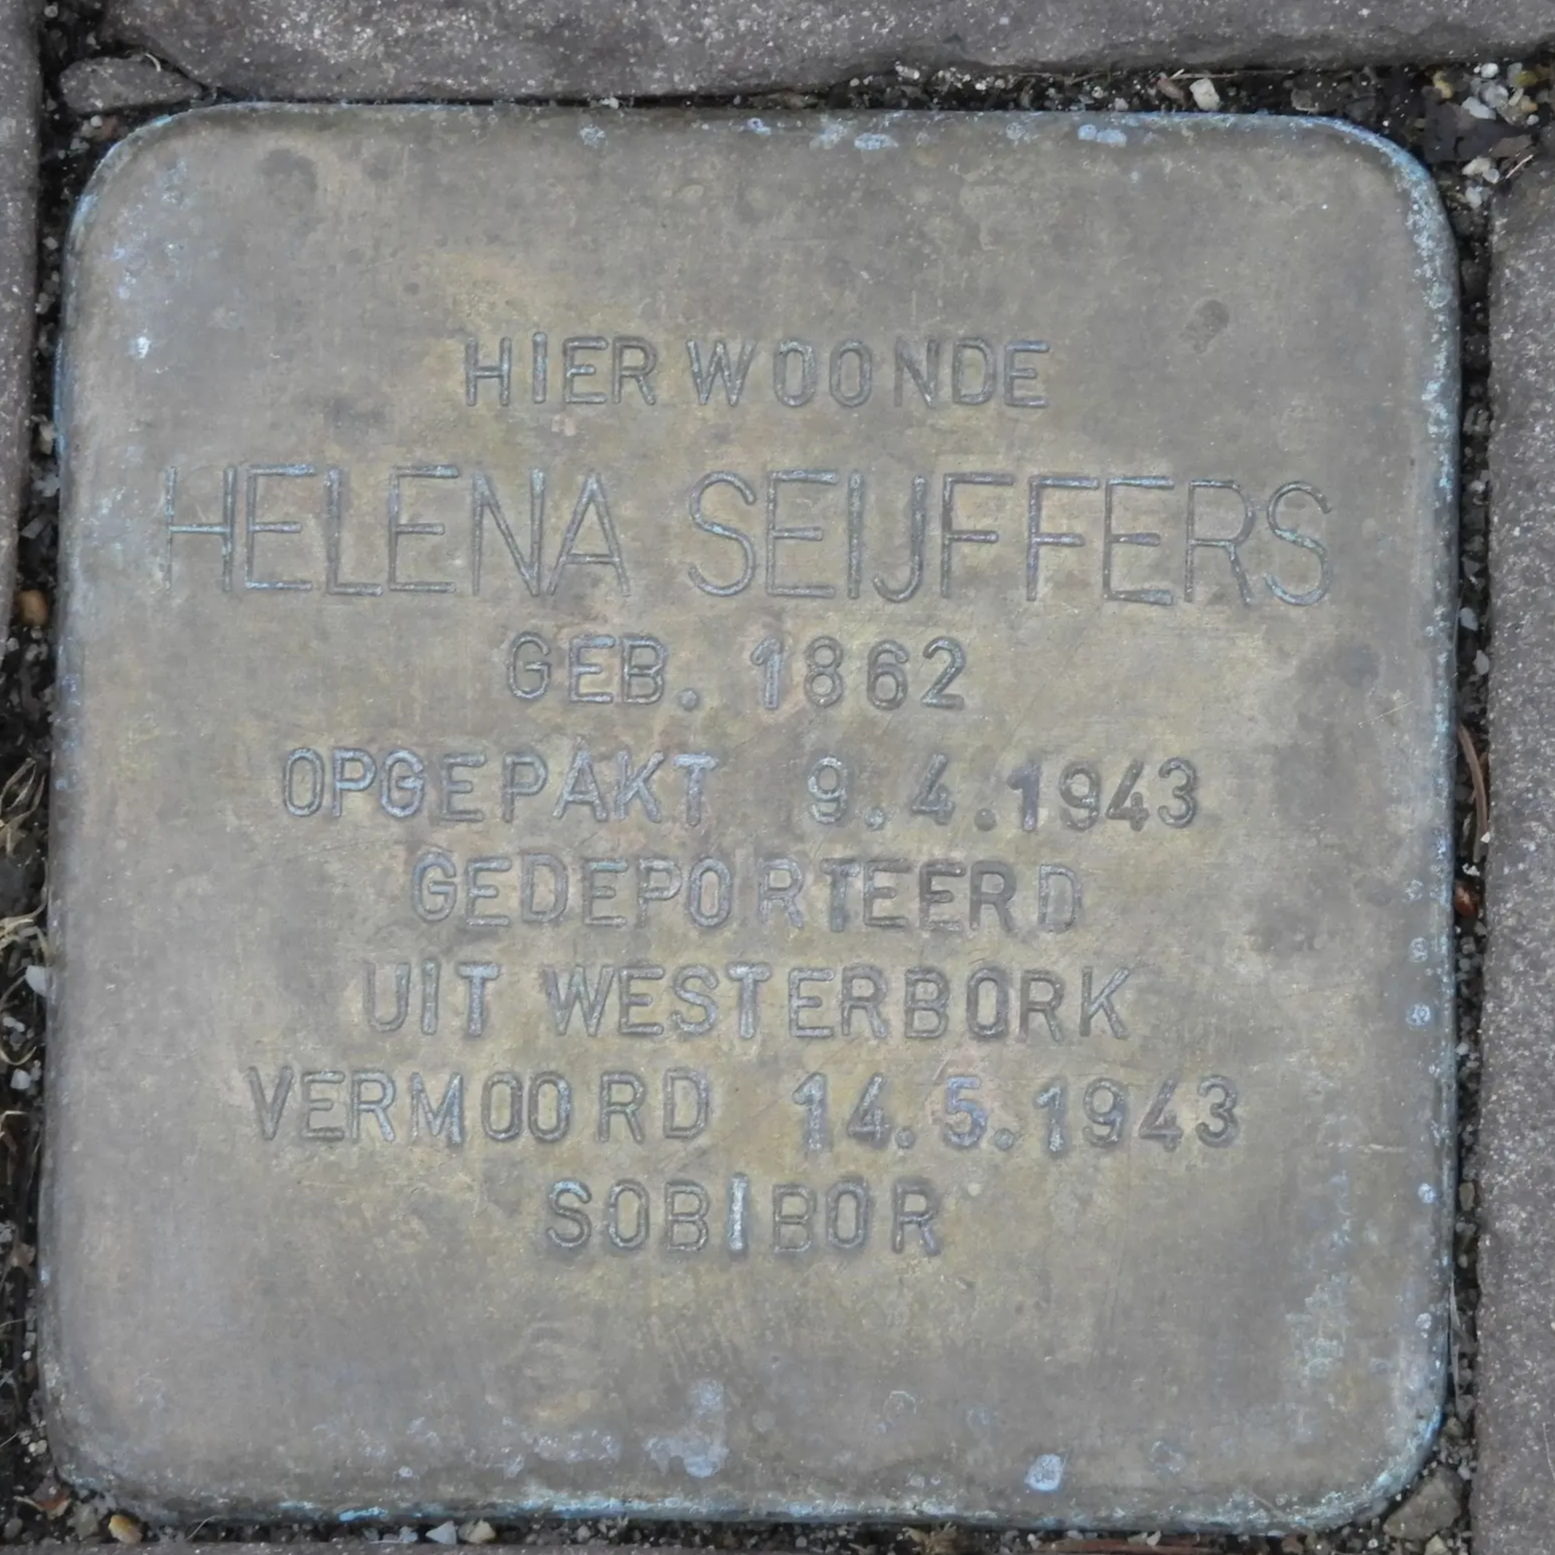 HIER WOONDE
HELENA SEIJFFERS
GEB. 1862
OPGEPAKT 9.4.1943
GEDEPORTEERD
UIT WESTERBORK
VERMOORD 14.5.1943
SOBIBOR